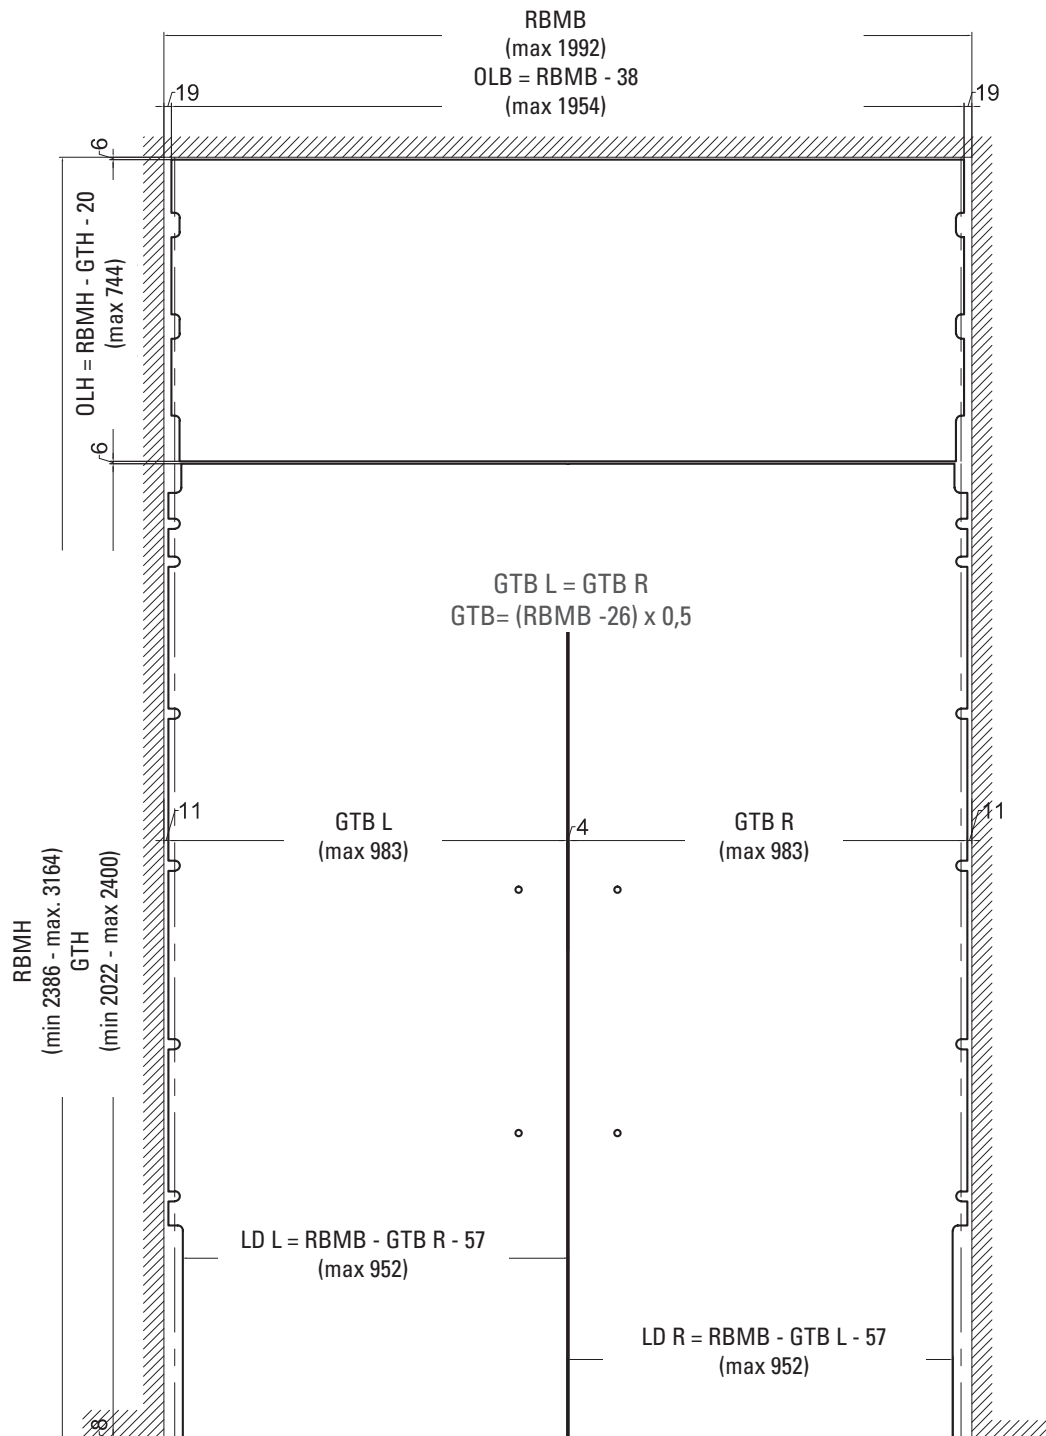 RBMB
(max 1992)
OLB = RBMB - 38
(max 1954)
19
19
6
OLH = RBMH - GTH - 20
(max 744)
6
GTB L = GTB R
GTB= (RBMB -26) x 0,5
11
GTB L
(max 983)
4
GTB R
(max 983)
11
RBMH
(min 2386 - max. 3164)
GTH
(min 2022 - max 2400)
LD L = RBMB - GTB R - 57
(max 952)
LD R = RBMB - GTB L - 57
(max 952)
8